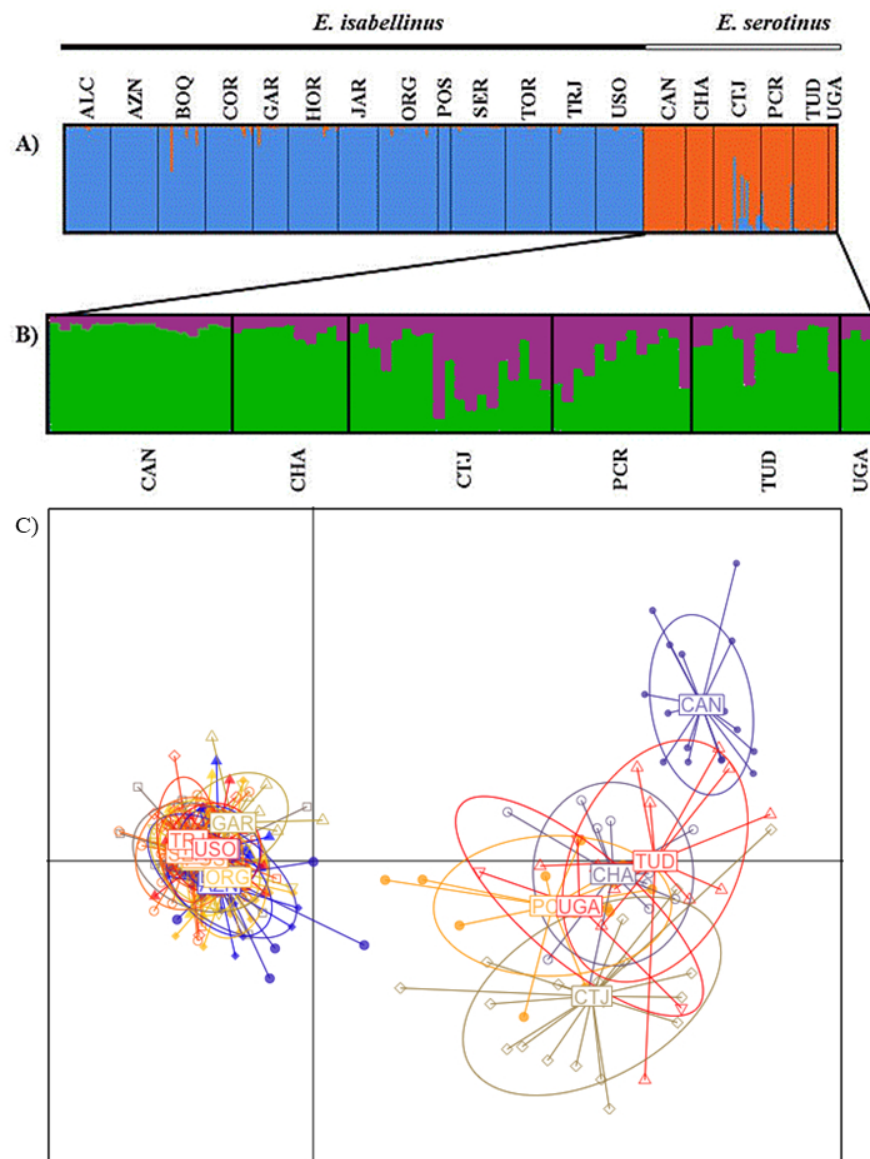 E. isabellinus E. serotinus
ALC AZN BOQ COR GAR HOR JAR ORG POS SER TOR TRJ USO CAN CHA CTJ PCR TUD UGA
A)
B)
CAN CHA CTJ PCR TUD UGA
C)
CAN
GAR
USO
ORG
TUD
CHA
UGA
CTJ